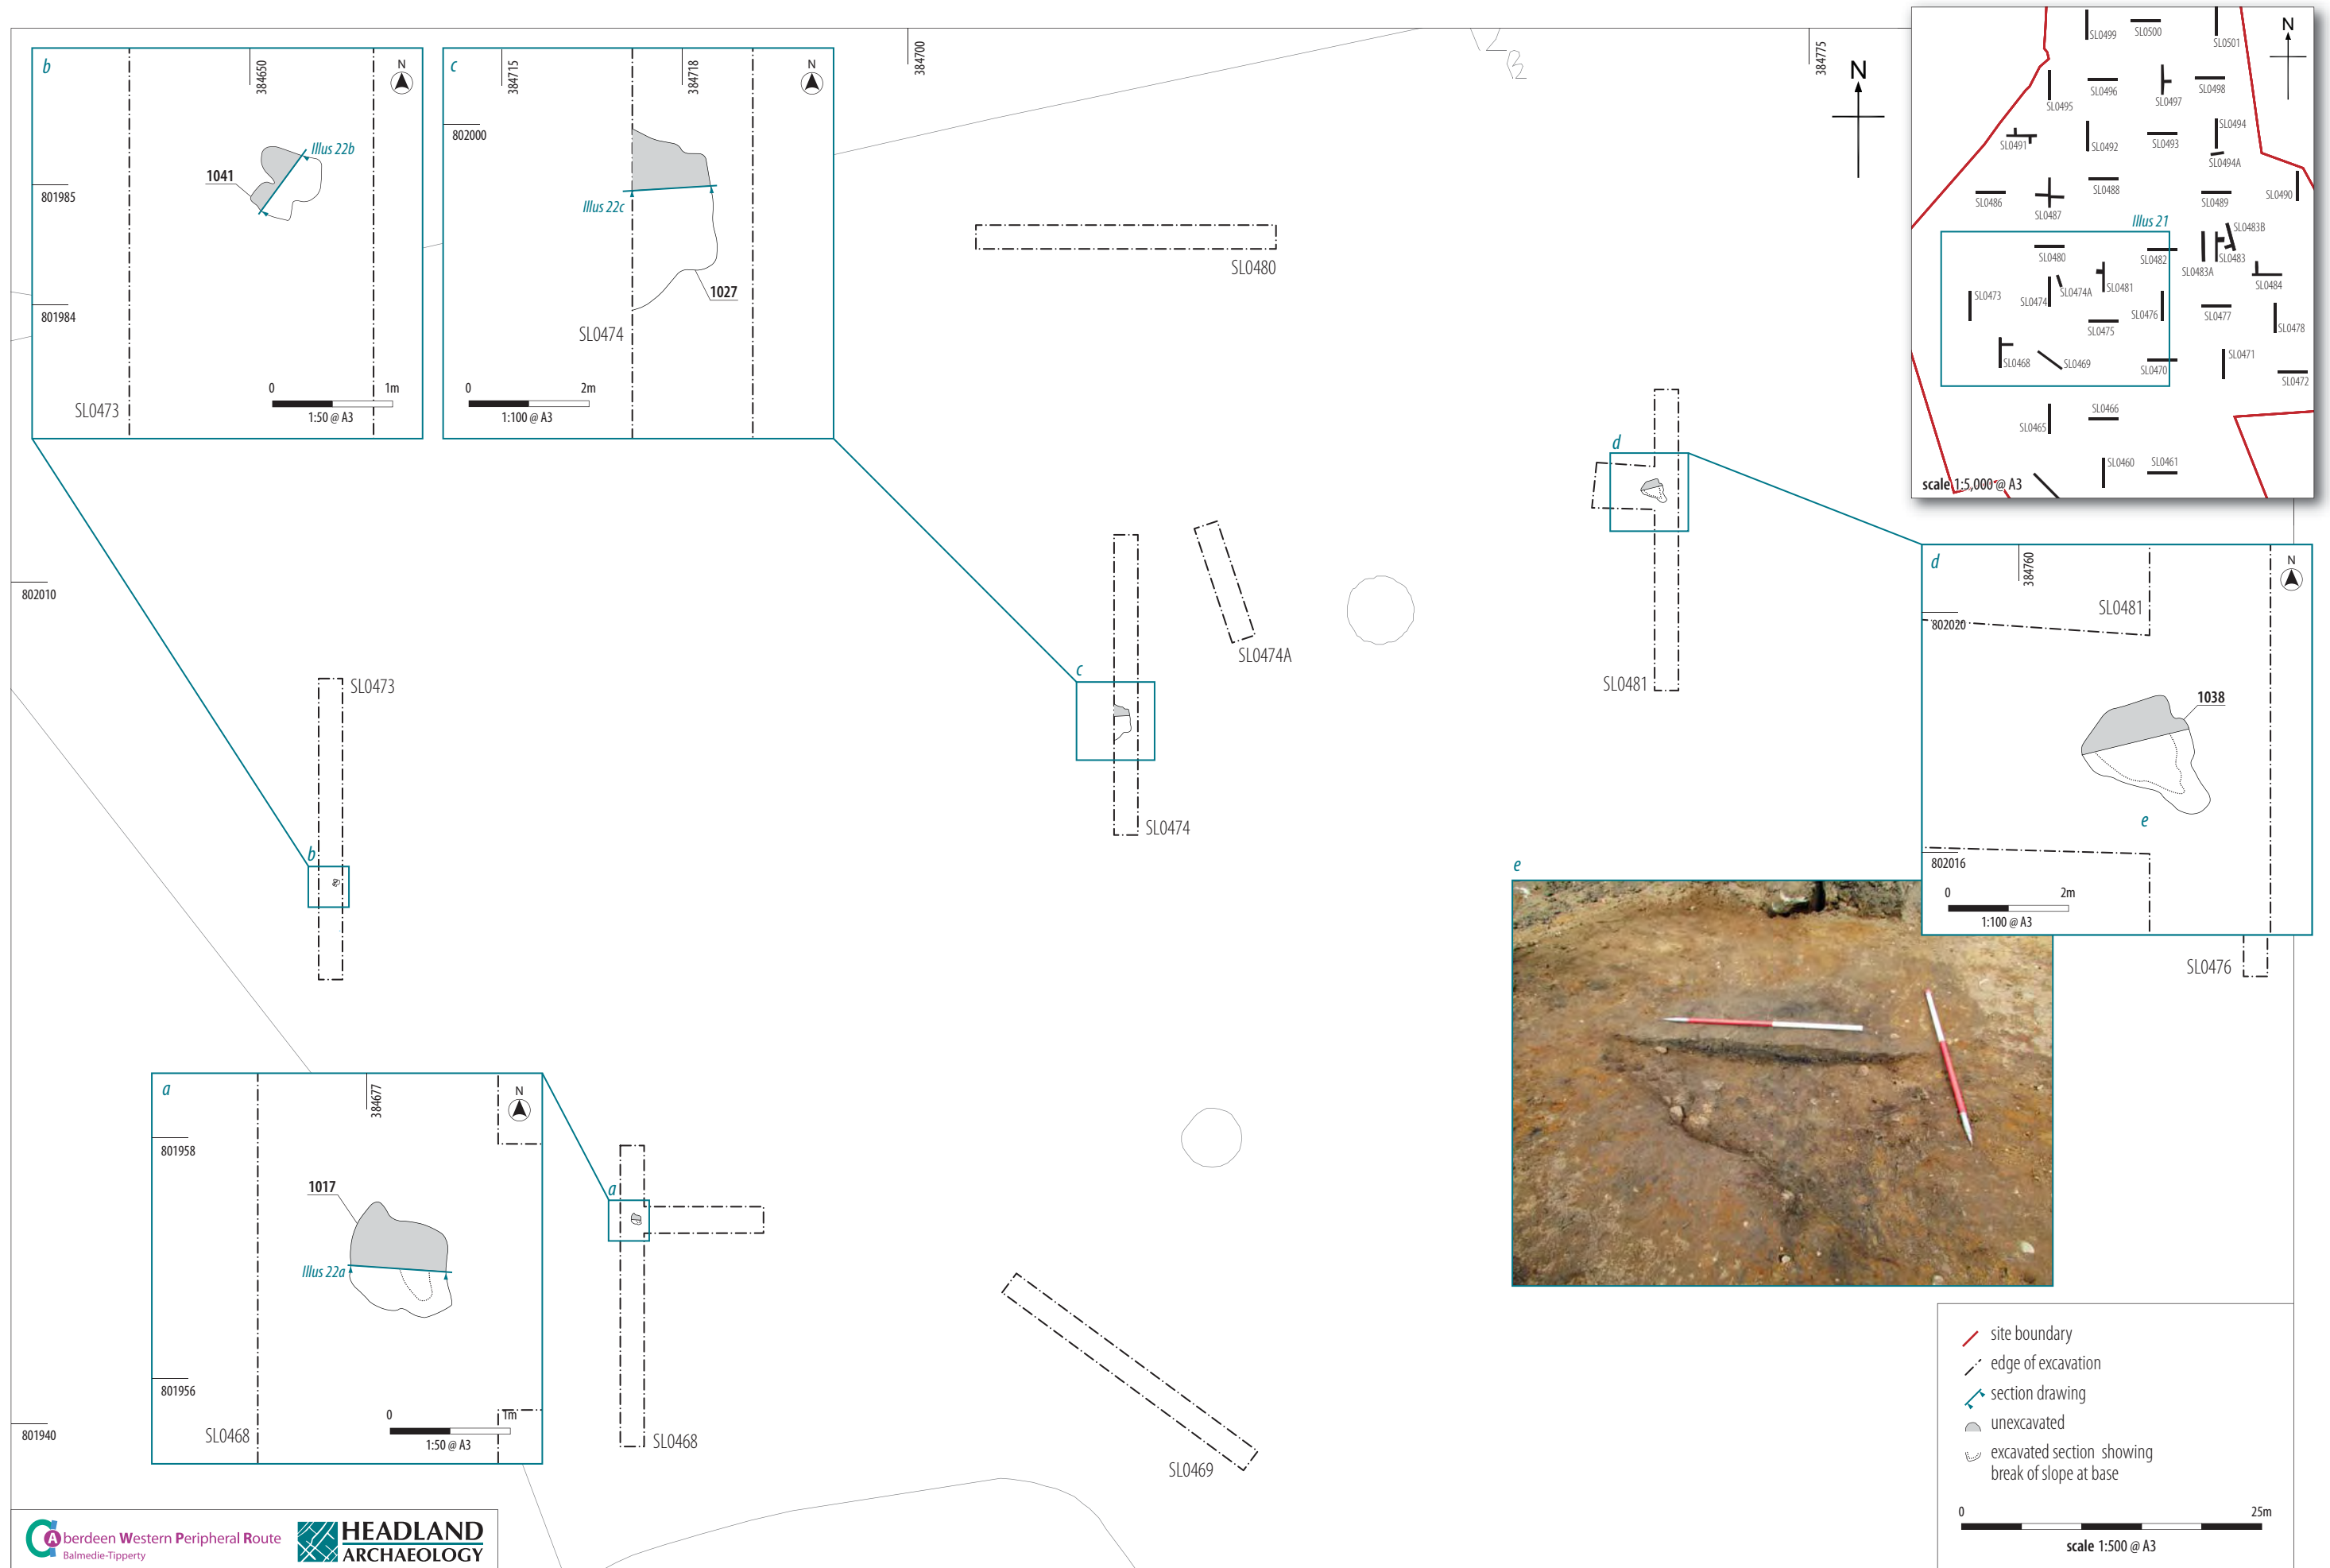 b
384650
N
Illus 22b
1041
801985
801984
0 1m
1:50 @ A3
SL0473
c
384715
384718
N
802000
Illus 22c
1027
SL0474
0 2m
1:100 @ A3
384700
384775
N
SL0480
N
SL0499
SL0500
SL0501
SL0495
SL0496
SL0497
SL0498
SL0491
SL0492
SL0493
SL0494
SL0494A
SL0486
SL0487
SL0488
SL0489
SL0490
Illus 21
SL0480
SL0482
SL0483B
SL0483
SL0483A
SL0484
SL0473
SL0474
SL0474A
SL0481
SL0476
SL0475
SL0477
SL0478
SL0468
SL0469
SL0470
SL0471
SL0472
SL0465
SL0466
SL0460
SL0461
scale 1:5,000 @ A3
802010
SL0473
b
c
SL0474A
SL0474
d
SL0481
d
384760
N
SL0481
802020
1038
e
802016
0 2m
1:100 @ A3
e
SL0476
a
384677
N
801958
1017
Illus 22a
801956
SL0468
0 1m
1:50 @ A3
a
SL0468
SL0469
801940
site boundary
edge of excavation
section drawing
unexcavated
excavated section showing
break of slope at base
0 25m
scale 1:500 @ A3
Aberdeen Western Peripheral Route
Balmedie-Tipperty
HEADLAND
ARCHAEOLOGY